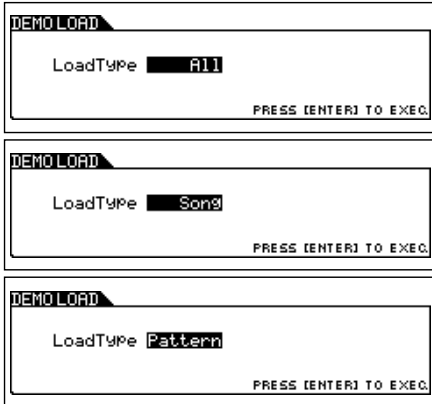 DEMO LOAD
LoadType All
PRESS [ENTER] TO EXEC.
DEMO LOAD
LoadType Song
PRESS [ENTER] TO EXEC.
DEMO LOAD
LoadType Pattern
PRESS [ENTER] TO EXEC.